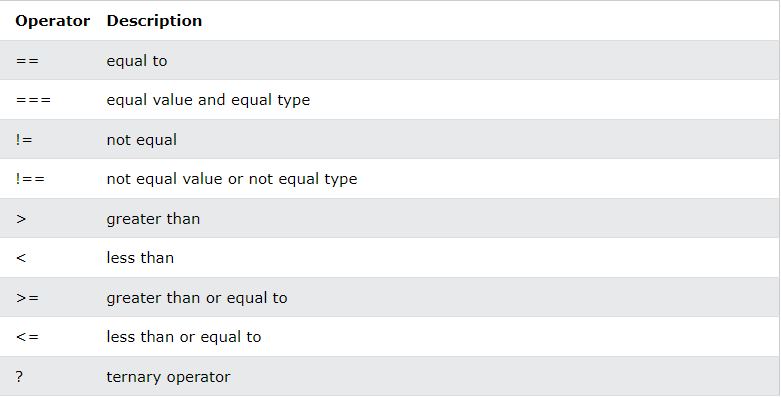 Operator Description
== equal to
=== equal value and equal type
!= not equal
!== not equal value or not equal type
> greater than
< less than
>= greater than or equal to
<= less than or equal to
? ternary operator